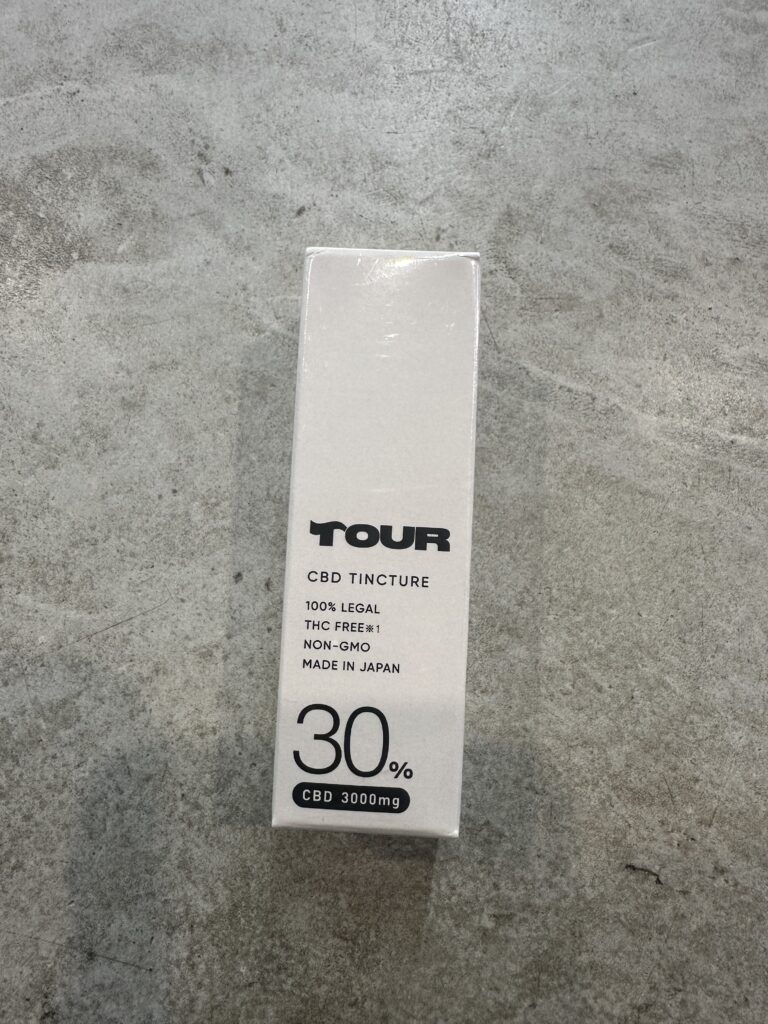 TOUR
CBD TINCTURE
100% LEGAL
THC FREE※1
NON-GMO
MADE IN JAPAN
30%
CBD 3000mg